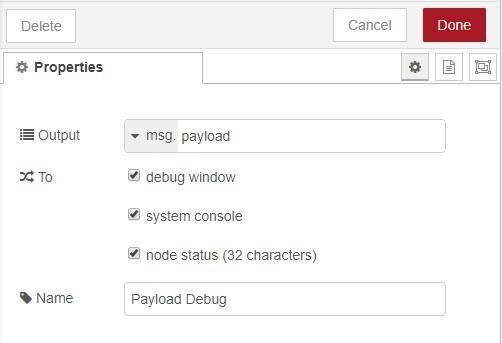 Delete
Cancel
Done
Properties
Output
msg. payload
To
debug window
system console
node status (32 characters)
Name
Payload Debug